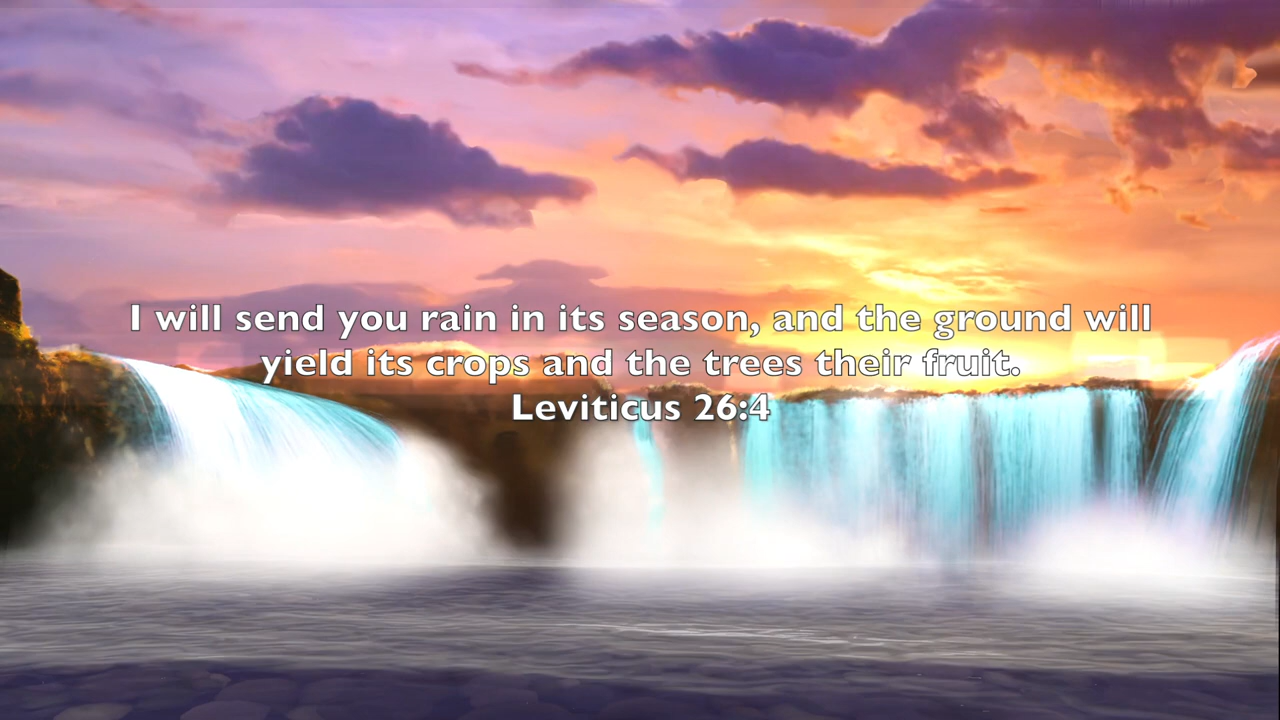 I will send you rain in its season, and the ground will
yield its crops and the trees their fruit.
Leviticus 26:4